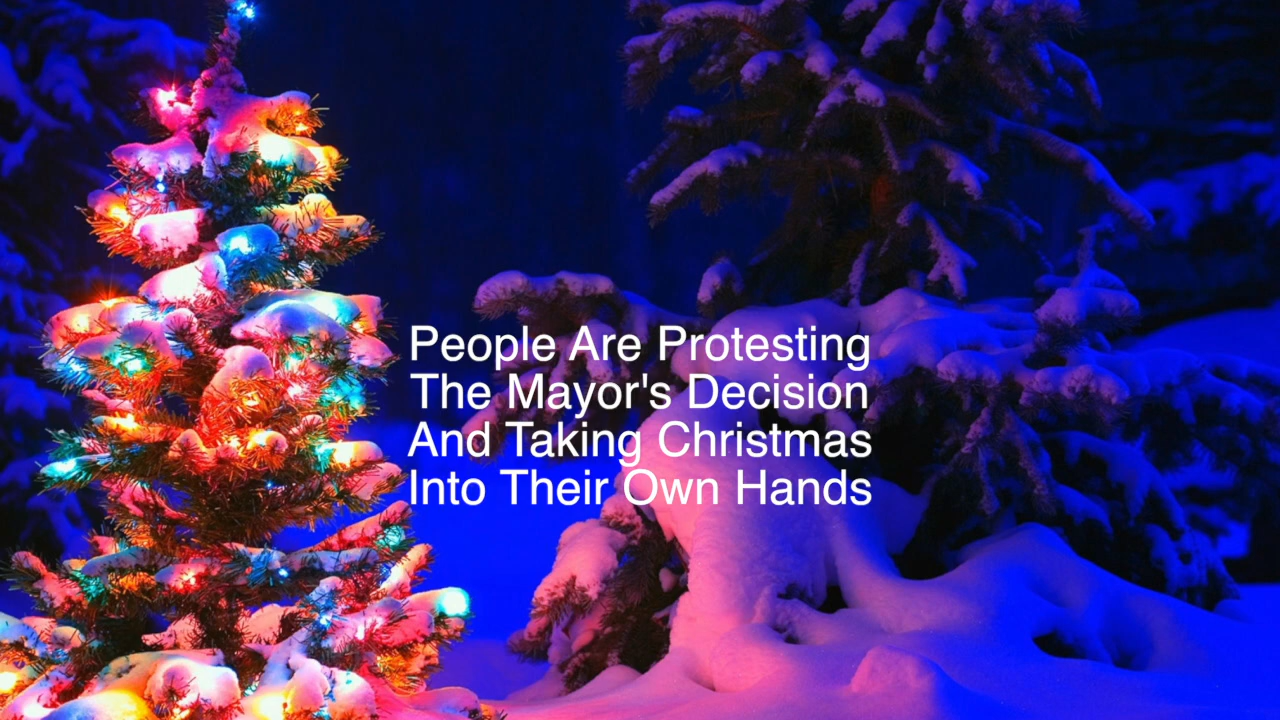 People Are Protesting
The Mayor's Decision
And Taking Christmas
Into Their Own Hands